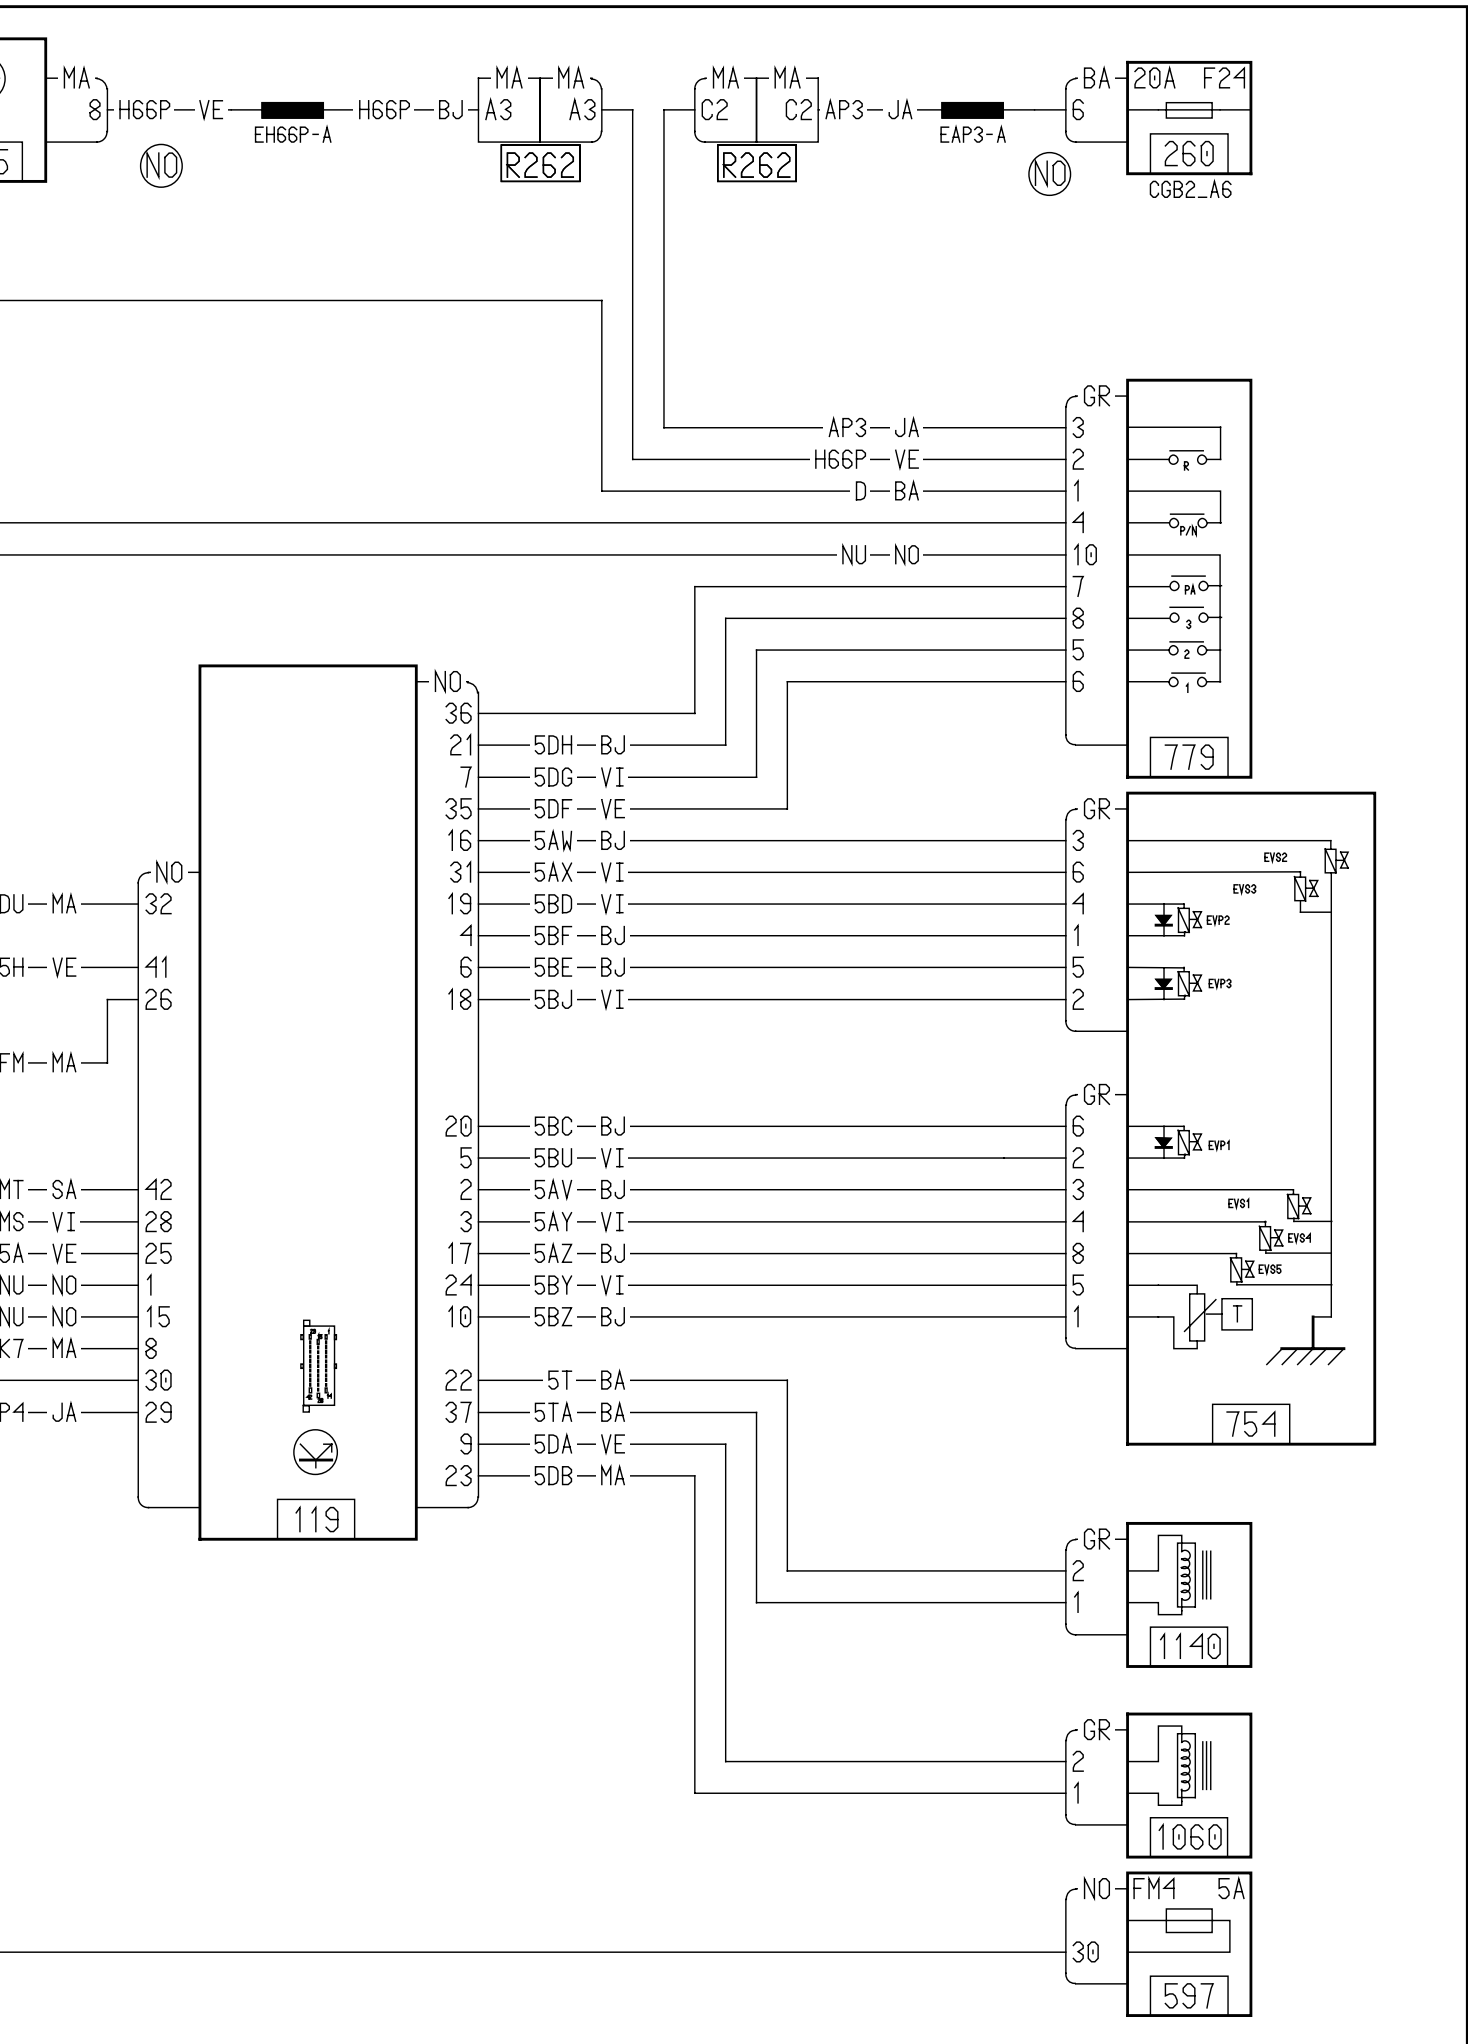 MA MA MA MA MA BA 20A F24
8 H66P VE H66P BJ A3 A3 C2 C2 AP3 JA 6
EH66P-A EAP3-A
5 NO R262 R262 NO 260
CGB2_A6
GR
AP3 JA 3
H66P VE 2 R
D BA 1
4 P/N
NU NO 10
7 PA
8 3
5 2
NO 6 1
36
21 5DH BJ
7 5DG VI 779
35 5DF VE GR
16 5AW BJ 3
EVS2
NO 31 5AX VI 6
EVS3
DU MA 32 19 5BD VI 4
EVP2
4 5BF BJ 1
5H VE 41 6 5BE BJ 5
EVP3
26 18 5BJ VI 2
FM MA
GR
20 5BC BJ 6
EVP1
5 5BU VI 2
MT SA 42 2 5AV BJ 3
EVS1
MS VI 28 3 5AY VI 4
EVS4
5A VE 25 17 5AZ BJ 8
EVS5
NU NO 1 24 5BY VI 5
NU NO 15 10 5BZ BJ 1 T
K7 MA 8
30 22 5T BA
P4 JA 29 37 5TA BA
754
9 5DA VE
23 5DB MA
119
GR
2
1
1140
GR
2
1
1060
NO FM4 5A
30
597